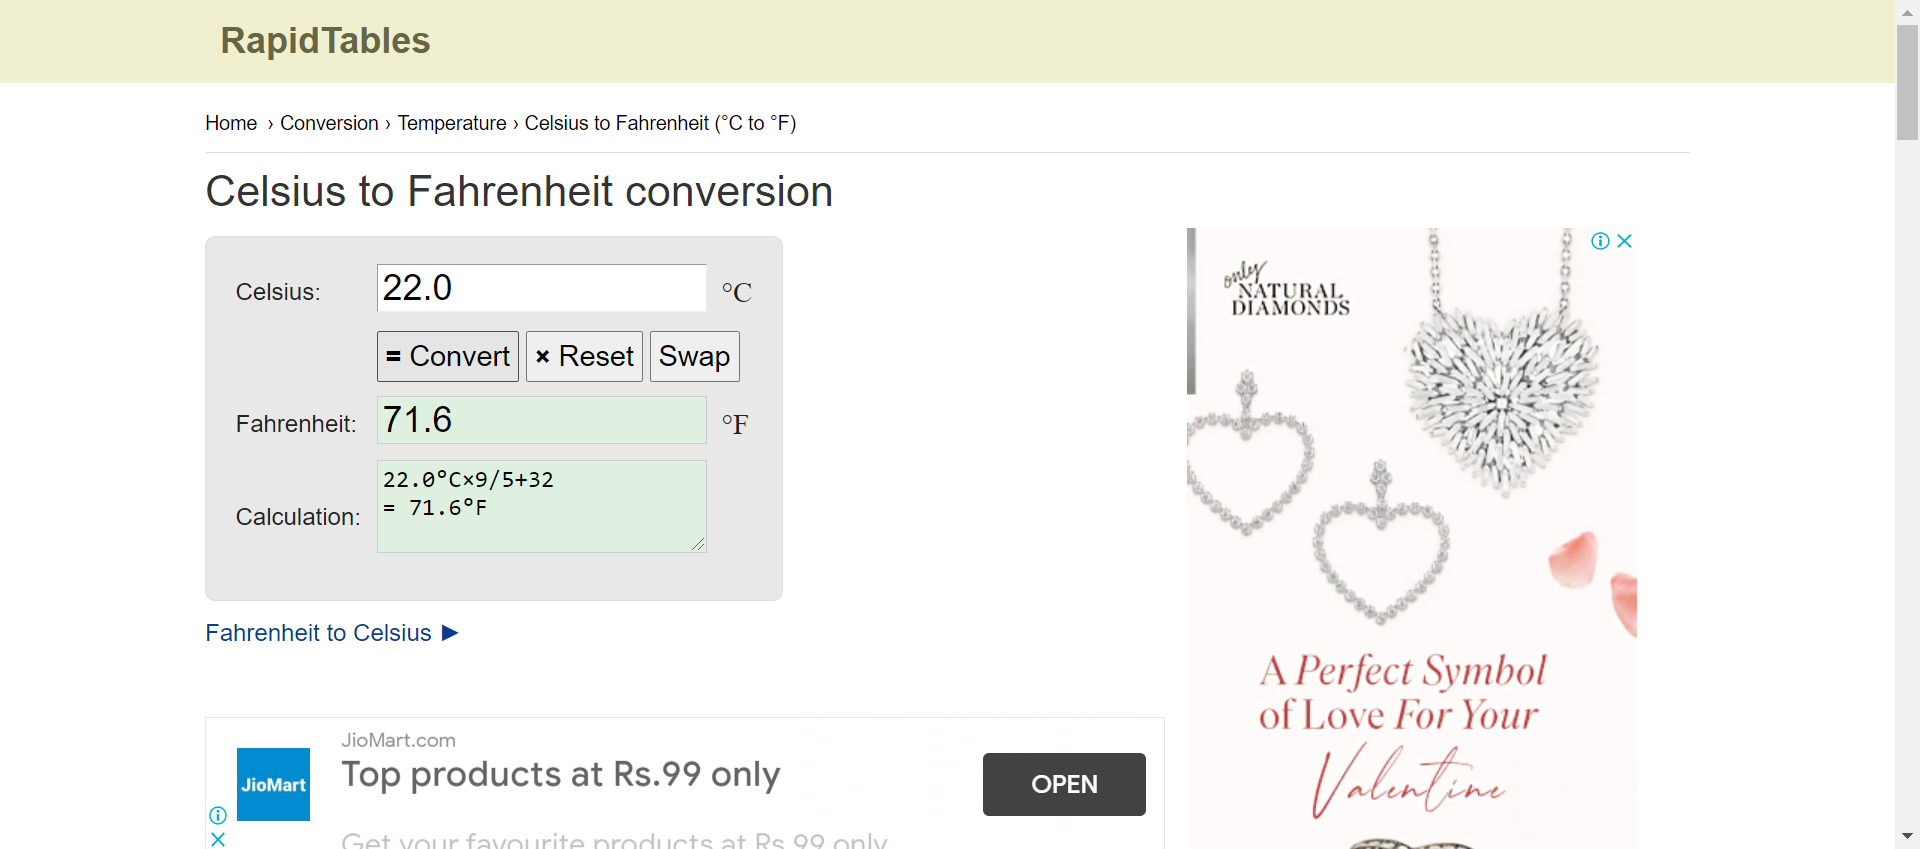 RapidTables
Home › Conversion › Temperature › Celsius to Fahrenheit (°C to °F)
Celsius to Fahrenheit conversion
Celsius: 22.0 °C
= Convert × Reset Swap
Fahrenheit: 71.6 °F
Calculation: 22.0°C×9/5+32
= 71.6°F
Fahrenheit to Celsius ►
JioMart
JioMart.com
Top products at Rs.99 only
Get your favourite products at Rs 99 only
OPEN
only
NATURAL
DIAMONDS
A Perfect Symbol
of Love For Your
Valentine